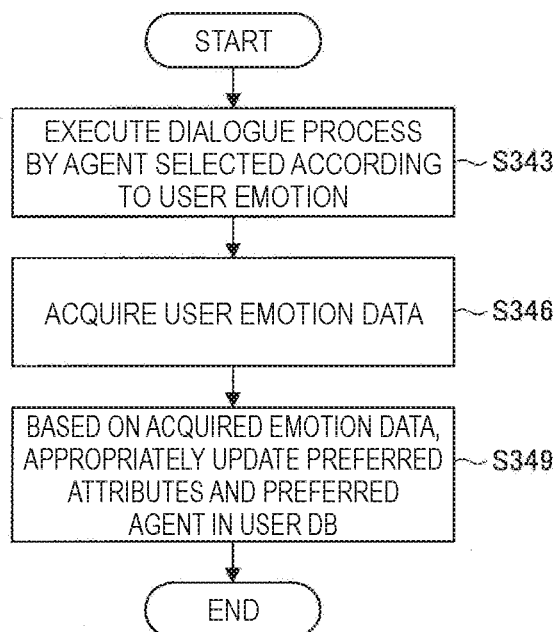 START
EXECUTE DIALOGUE PROCESS
BY AGENT SELECTED ACCORDING
TO USER EMOTION
S343
ACQUIRE USER EMOTION DATA
S346
BASED ON ACQUIRED EMOTION DATA,
APPROPRIATELY UPDATE PREFERRED
ATTRIBUTES AND PREFERRED
AGENT IN USER DB
S349
END